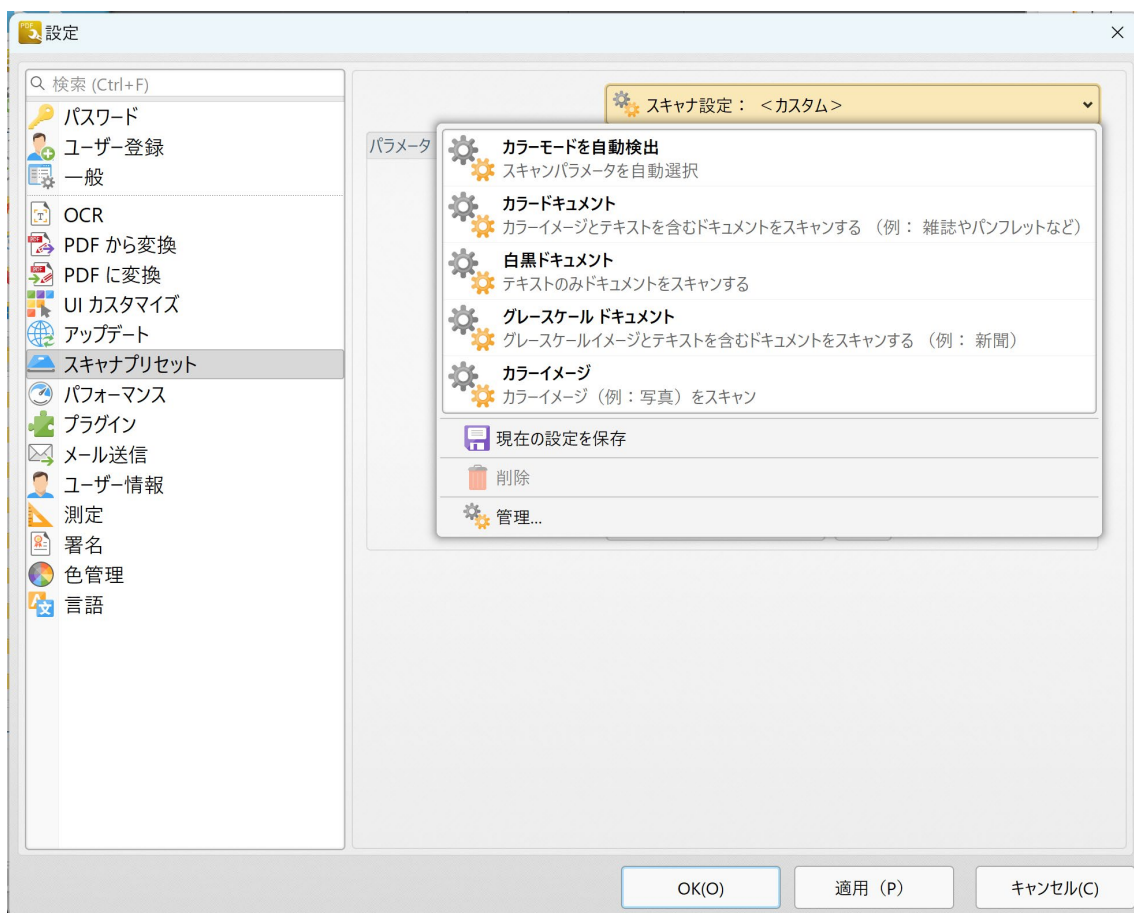 設定
検索 (Ctrl+F)
パスワード
ユーザー登録
一般
OCR
PDF から変換
PDF に変換
UI カスタマイズ
アップデート
スキャナプリセット
パフォーマンス
プラグイン
メール送信
ユーザー情報
測定
署名
色管理
言語
スキャナ設定： <カスタム>
パラメータ
カラーモードを自動検出
スキャンパラメータを自動選択
カラードキュメント
カラーイメージとテキストを含むドキュメントをスキャンする （例： 雑誌やパンフレットなど）
白黒ドキュメント
テキストのみドキュメントをスキャンする
グレースケール ドキュメント
グレースケールイメージとテキストを含むドキュメントをスキャンする （例： 新聞）
カラーイメージ
カラーイメージ（例：写真）をスキャン
現在の設定を保存
削除
管理...
OK(O)
適用（P）
キャンセル(C)